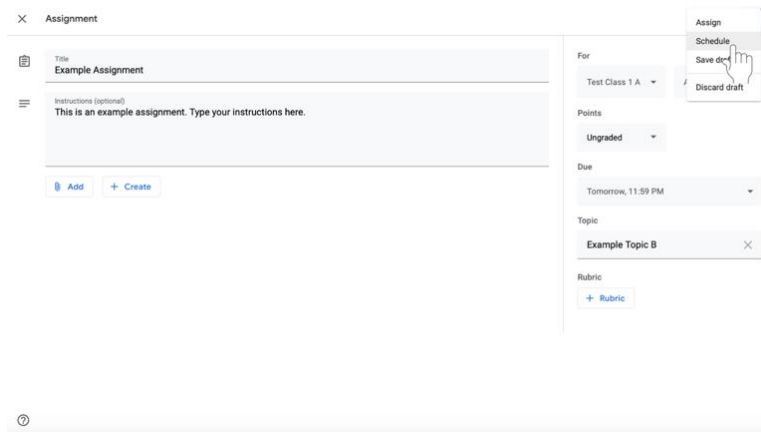 Assignment
Assign
Schedule
Save
Discard draft
Title
Example Assignment
Instructions (optional)
This is an example assignment. Type your instructions here.
Add
+ Create
For
Test Class 1 A
Points
Ungraded
Due
Tomorrow, 11:59 PM
Topic
Example Topic B
Rubric
+ Rubric